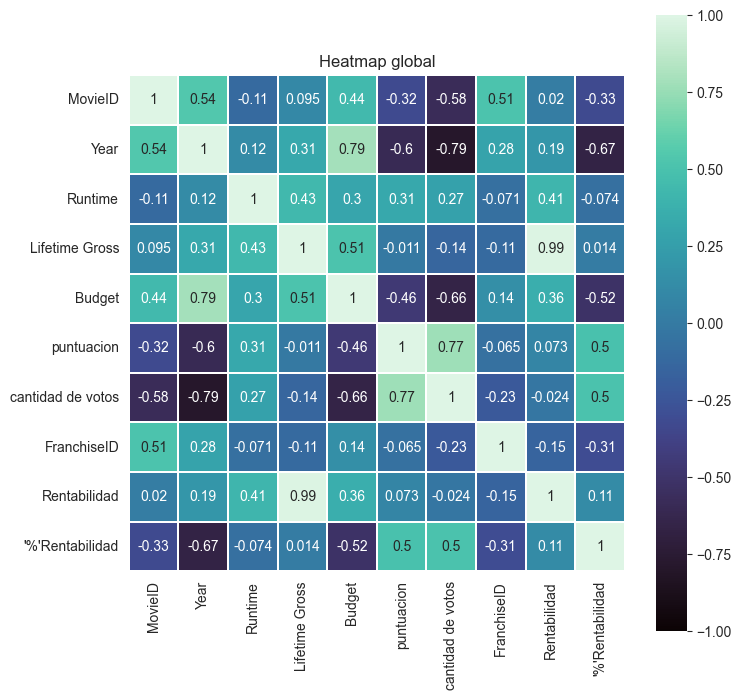 Heatmap global
MovieID 1 0.54 -0.11 0.095 0.44 -0.32 -0.58 0.51 0.02 -0.33
Year 0.54 1 0.12 0.31 0.79 -0.6 -0.79 0.28 0.19 -0.67
Runtime -0.11 0.12 1 0.43 0.3 0.31 0.27 -0.071 0.41 -0.074
Lifetime Gross 0.095 0.31 0.43 1 0.51 -0.011 -0.14 -0.11 0.99 0.014
Budget 0.44 0.79 0.3 0.51 1 -0.46 -0.66 0.14 0.36 -0.52
puntuacion -0.32 -0.6 0.31 -0.011 -0.46 1 0.77 -0.065 0.073 0.5
cantidad de votos -0.58 -0.79 0.27 -0.14 -0.66 0.77 1 -0.23 -0.024 0.5
FranchiseID 0.51 0.28 -0.071 -0.11 0.14 -0.065 -0.23 1 -0.15 -0.31
Rentabilidad 0.02 0.19 0.41 0.99 0.36 0.073 -0.024 -0.15 1 0.11
'%'Rentabilidad -0.33 -0.67 -0.074 0.014 -0.52 0.5 0.5 -0.31 0.11 1
MovieID
Year
Runtime
Lifetime Gross
Budget
puntuacion
cantidad de votos
FranchiseID
Rentabilidad
'%'Rentabilidad
1.00
0.75
0.50
0.25
0.00
−0.25
−0.50
−0.75
−1.00